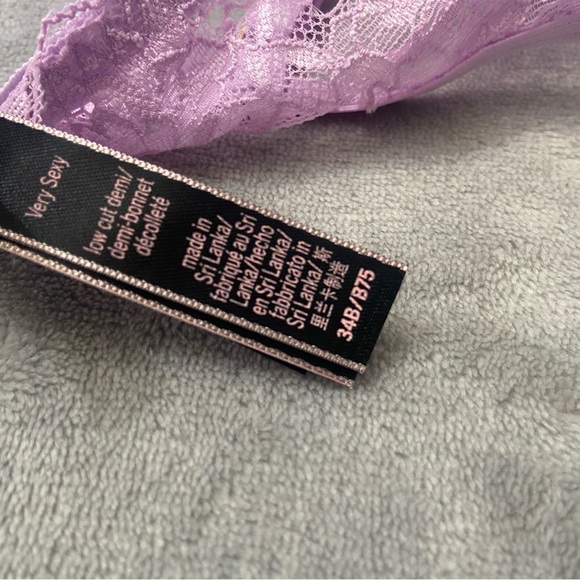 Very Sexy
low cut demi/
demi-bonnet
décolleté
made in
Sri Lanka/
fabriqué au Sri
Lanka/hecho
en Sri Lanka/
fabbricato in
Sri Lanka/ 斯
里兰卡制造
34B/B75